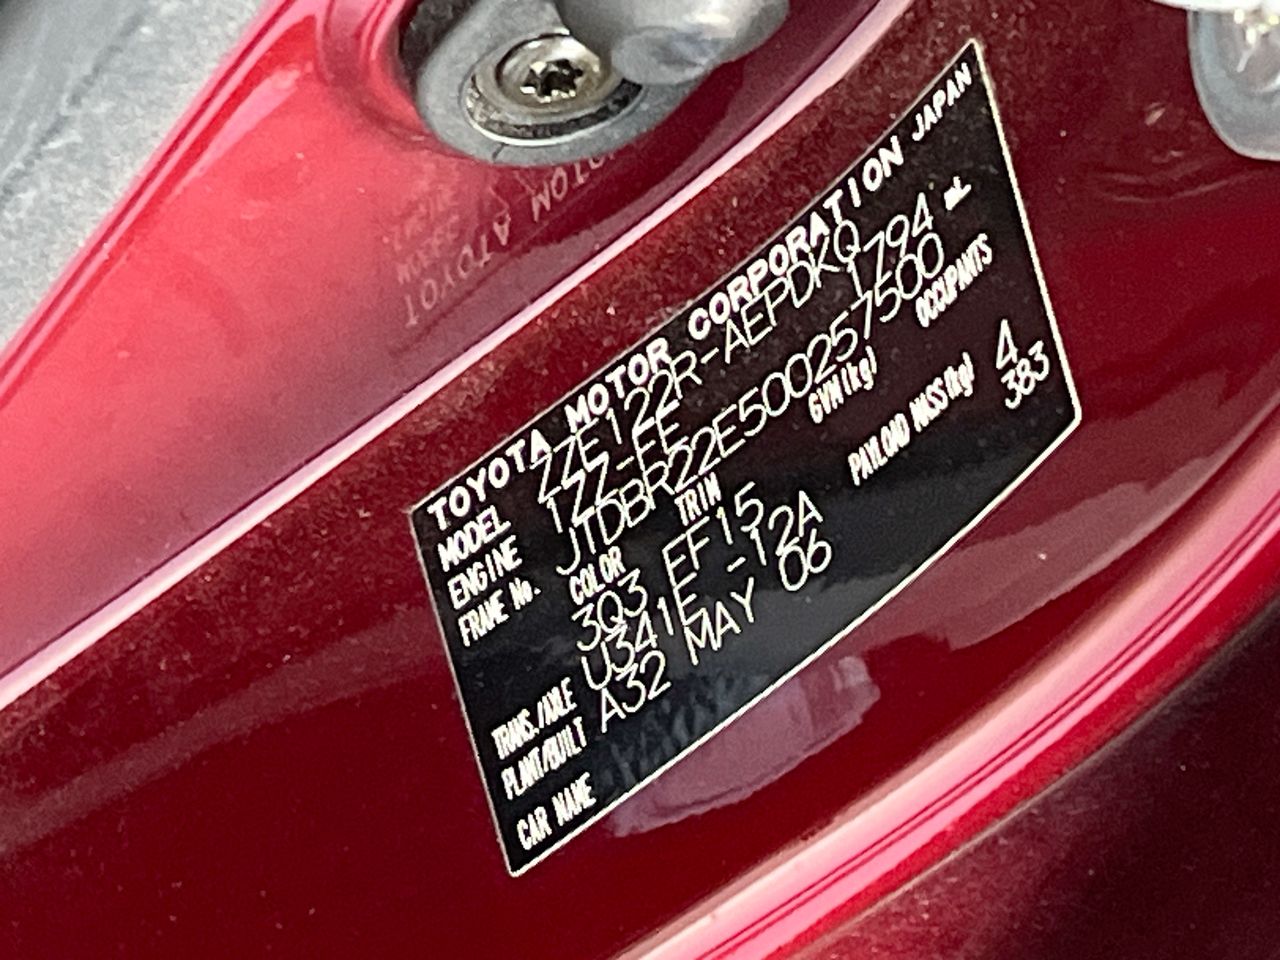 TOYOTA MOTOR CORPORATION JAPAN
MODEL ZZE122R-AEPDKQ
ENGINE 1ZZ-FE 1794 mL
FRAME No. JTDBR22E500257500
COLOR TRIM GVM(kg) OCCUPANTS
3Q3 EF15 4
PAYLOAD MASS(kg) 383
TRANS./AXLE U341E -12A
PLANT/BUILT A32 MAY 06
CAR NAME